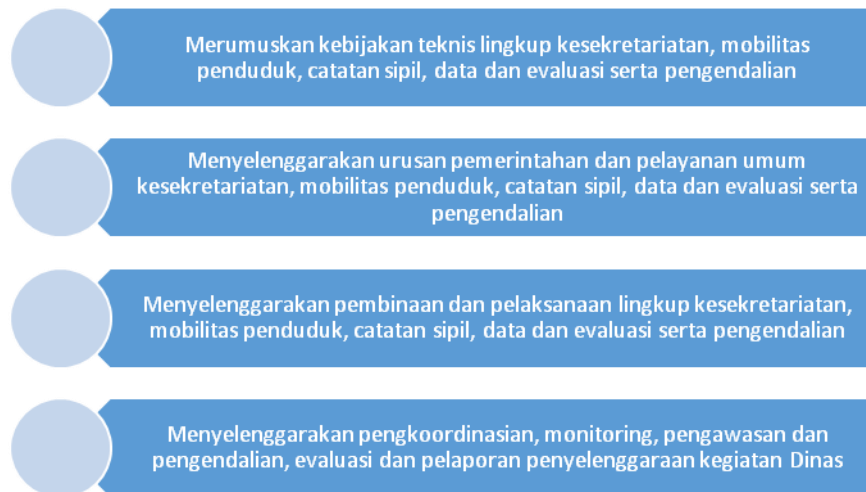 Merumuskan kebijakan teknis lingkup kesekretariatan, mobilitas
penduduk, catatan sipil, data dan evaluasi serta pengendalian
Menyelenggarakan urusan pemerintahan dan pelayanan umum
kesekretariatan, mobilitas penduduk, catatan sipil, data dan evaluasi serta
pengendalian
Menyelenggarakan pembinaan dan pelaksanaan lingkup kesekretariatan,
mobilitas penduduk, catatan sipil, data dan evaluasi serta pengendalian
Menyelenggarakan pengkoordinasian, monitoring, pengawasan dan
pengendalian, evaluasi dan pelaporan penyelenggaraan kegiatan Dinas